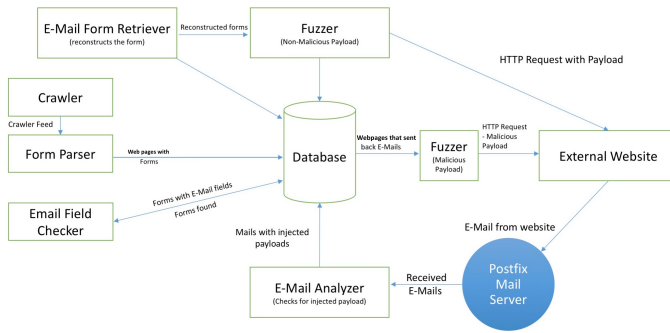 E-Mail Form Retriever
(reconstructs the form)
Reconstructed forms
Fuzzer
(Non-Malicious Payload)
HTTP Request with Payload
Crawler
Crawler Feed
Form Parser
Web pages with
Forms
Database
Webpages that sent
back E-Mails
Fuzzer
(Malicious
Payload)
HTTP Request
- Malicious
Payload
External Website
Email Field
Checker
Forms with E-Mail fields
Forms found
Mails with injected
payloads
E-Mail from website
E-Mail Analyzer
(Checks for injected payload)
Received
E-Mails
Postfix
Mail
Server